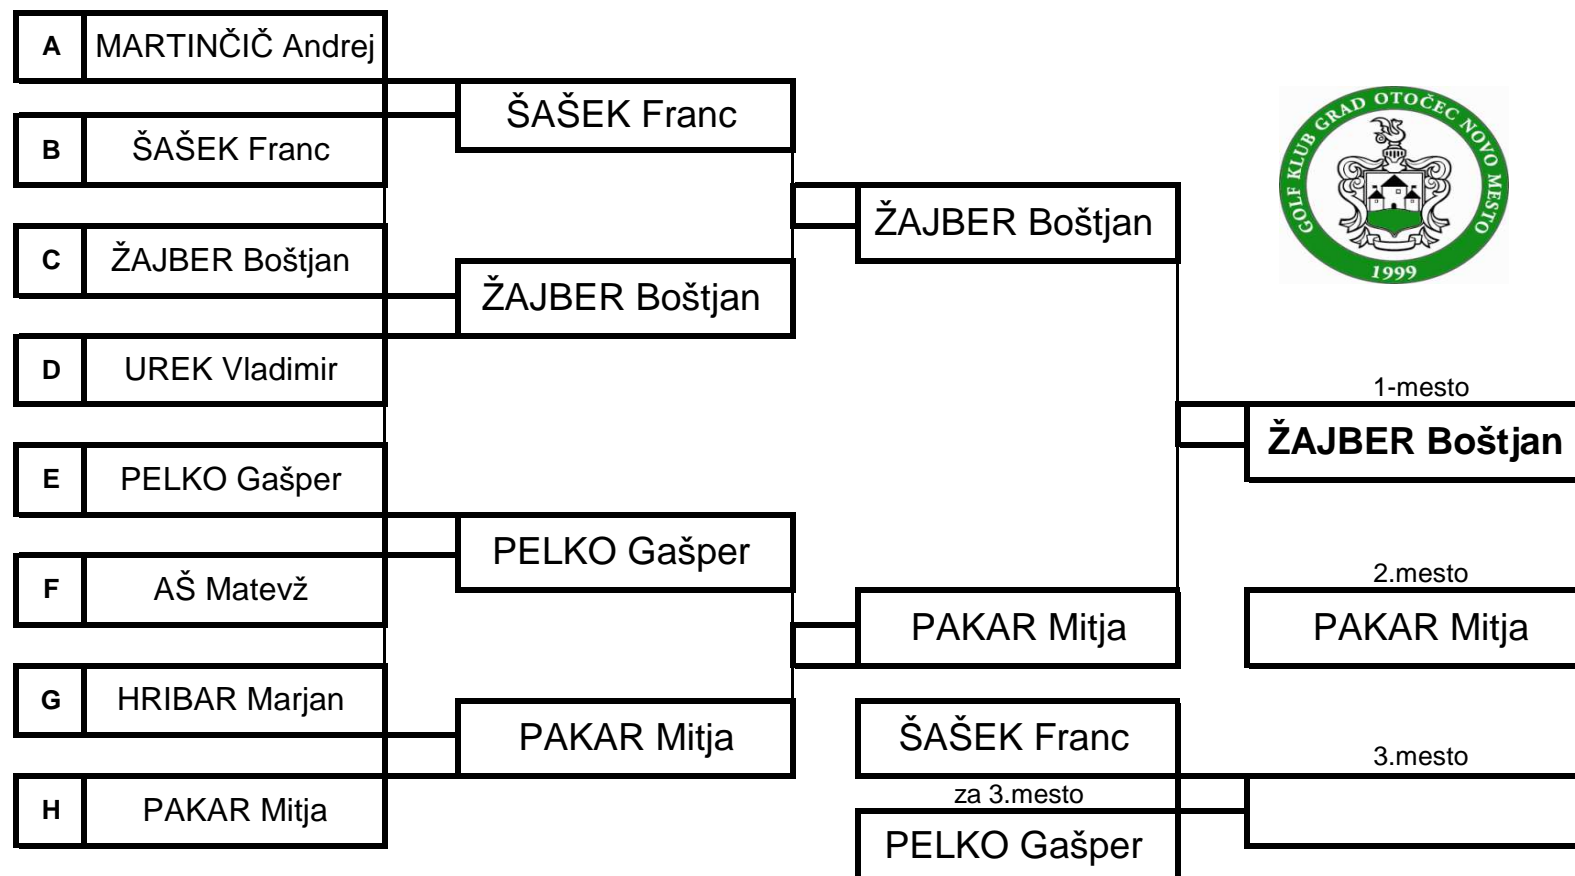 A MARTINČIČ Andrej
B ŠAŠEK Franc
C ŽAJBER Boštjan
D UREK Vladimir
E PELKO Gašper
F AŠ Matevž
G HRIBAR Marjan
H PAKAR Mitja
ŠAŠEK Franc
ŽAJBER Boštjan
PELKO Gašper
PAKAR Mitja
ŽAJBER Boštjan
PAKAR Mitja
ŠAŠEK Franc
za 3.mesto
PELKO Gašper
GOLF KLUB GRAD OTOČEC NOVO MESTO
1999
1-mesto
ŽAJBER Boštjan
2.mesto
PAKAR Mitja
3.mesto